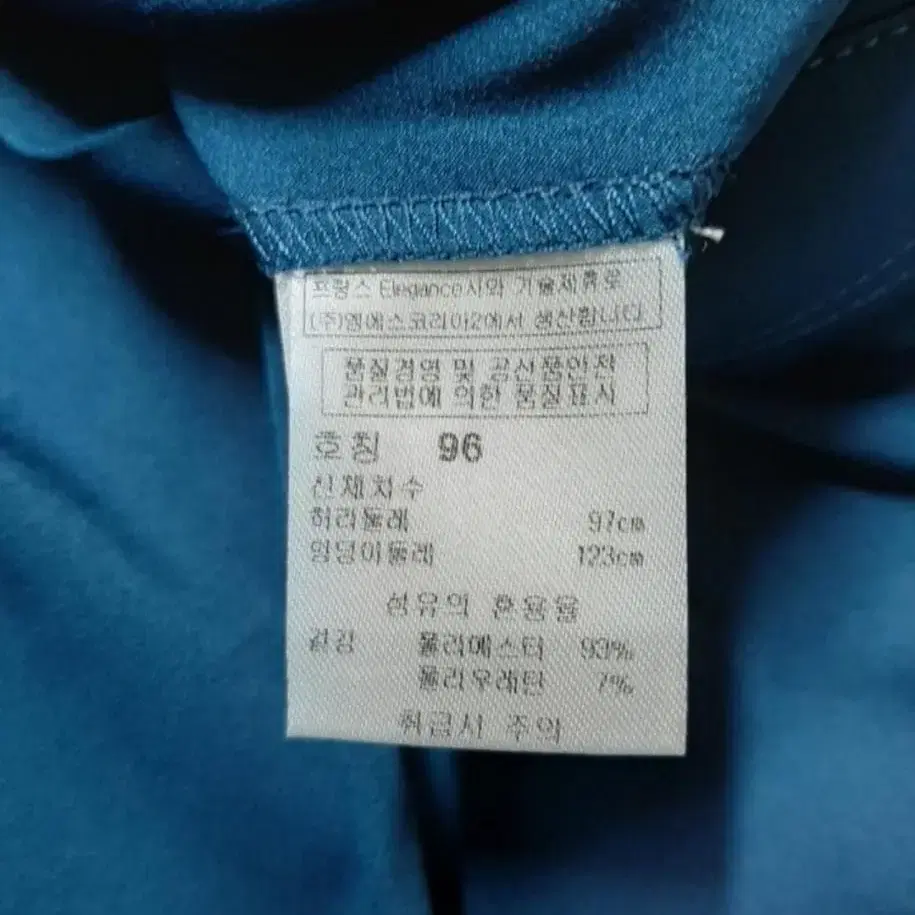 프랑스 Elegance사와 기술제휴로
(주)엠에스코리아2에서 생산합니다
품질경영 및 공산품안전
관리법에 의한 품질표시
호칭 96
신체치수
허리둘레 97cm
엉덩이둘레 123cm
섬유의 혼용율
겉감 폴리에스터 93%
폴리우레탄 7%
취급시 주의